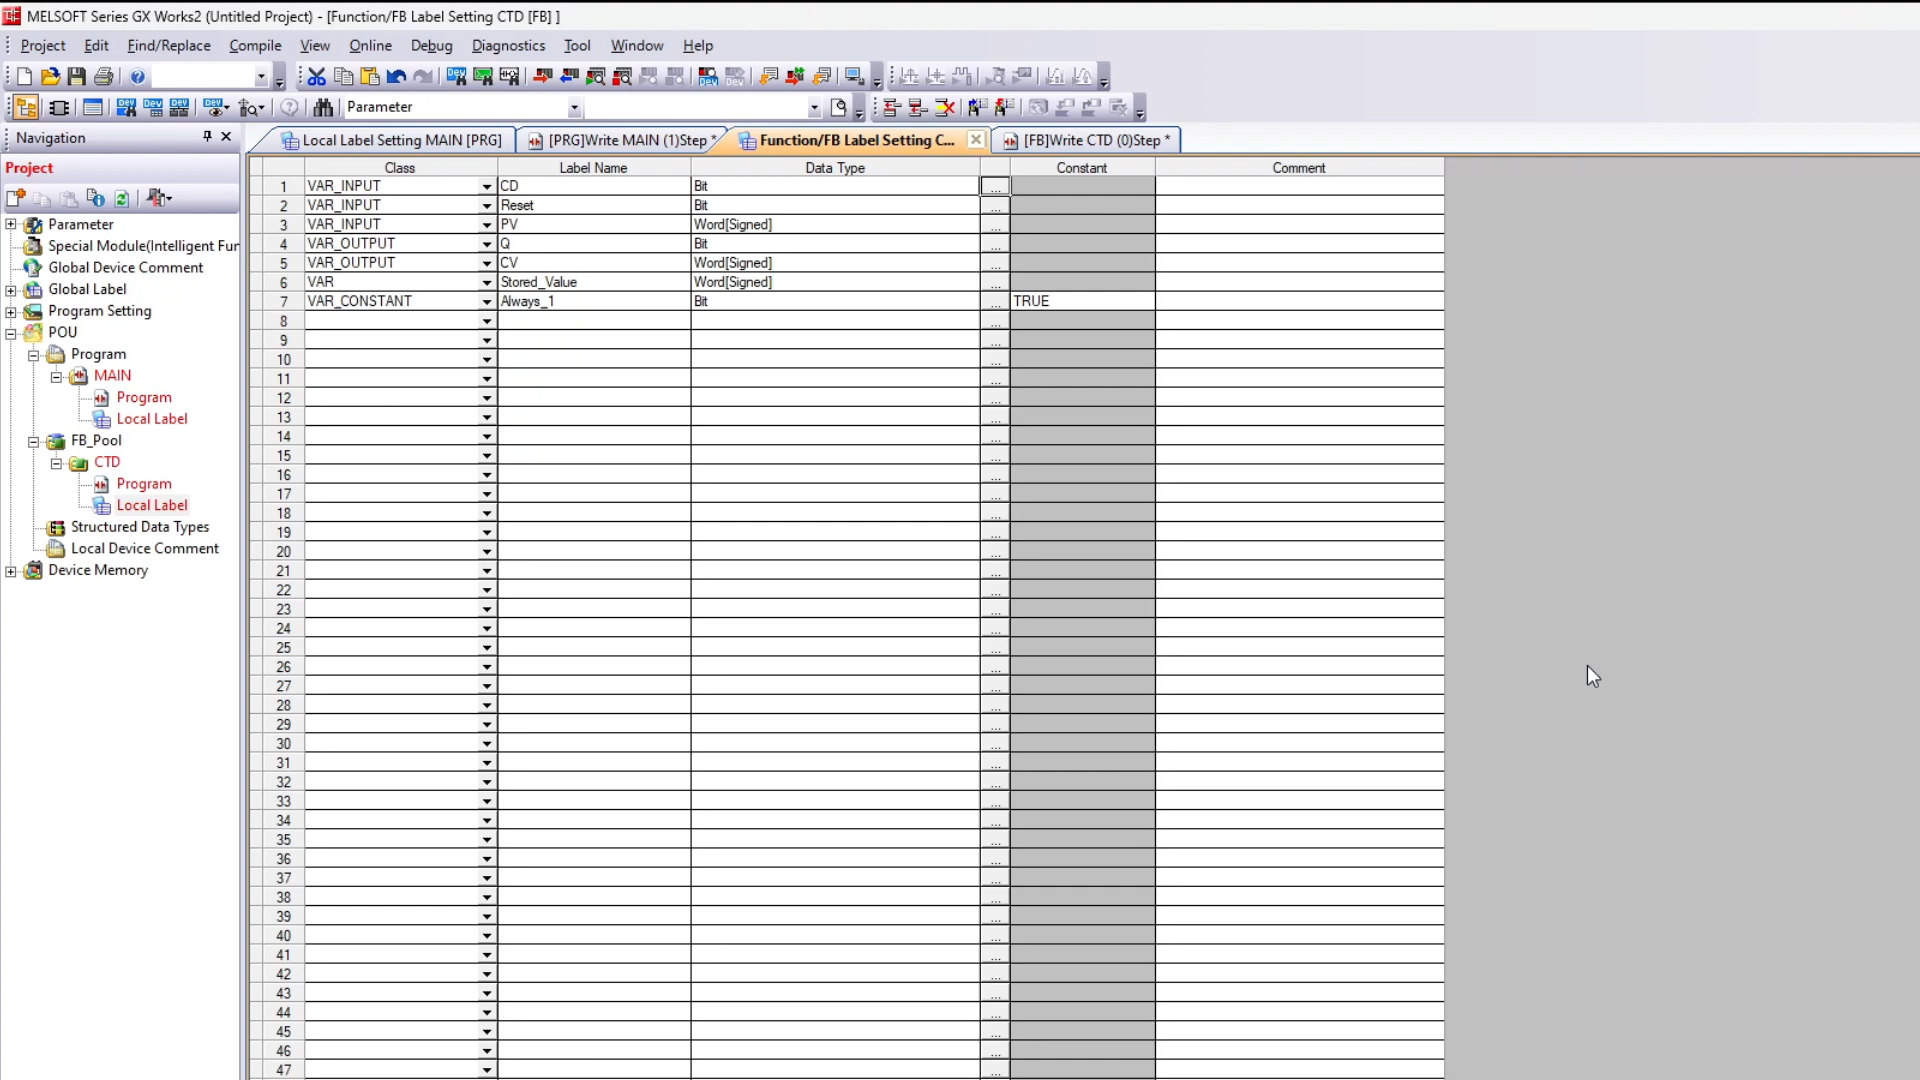 MELSOFT Series GX Works2 (Untitled Project) - [Function/FB Label Setting CTD [FB] ]
Project Edit Find/Replace Compile View Online Debug Diagnostics Tool Window Help
Parameter
Navigation
Local Label Setting MAIN [PRG]
[PRG]Write MAIN (1)Step *
Function/FB Label Setting C...
[FB]Write CTD (0)Step *
Project
Parameter
Special Module(Intelligent Fur
Global Device Comment
Global Label
Program Setting
POU
Program
MAIN
Program
Local Label
FB_Pool
CTD
Program
Local Label
Structured Data Types
Local Device Comment
Device Memory
Class Label Name Data Type Constant Comment
1 VAR_INPUT CD Bit ...
2 VAR_INPUT Reset Bit ...
3 VAR_INPUT PV Word[Signed] ...
4 VAR_OUTPUT Q Bit ...
5 VAR_OUTPUT CV Word[Signed] ...
6 VAR Stored_Value Word[Signed] ...
7 VAR_CONSTANT Always_1 Bit ... TRUE
8 ...
9 ...
10 ...
11 ...
12 ...
13 ...
14 ...
15 ...
16 ...
17 ...
18 ...
19 ...
20 ...
21 ...
22 ...
23 ...
24 ...
25 ...
26 ...
27 ...
28 ...
29 ...
30 ...
31 ...
32 ...
33 ...
34 ...
35 ...
36 ...
37 ...
38 ...
39 ...
40 ...
41 ...
42 ...
43 ...
44 ...
45 ...
46 ...
47 ...